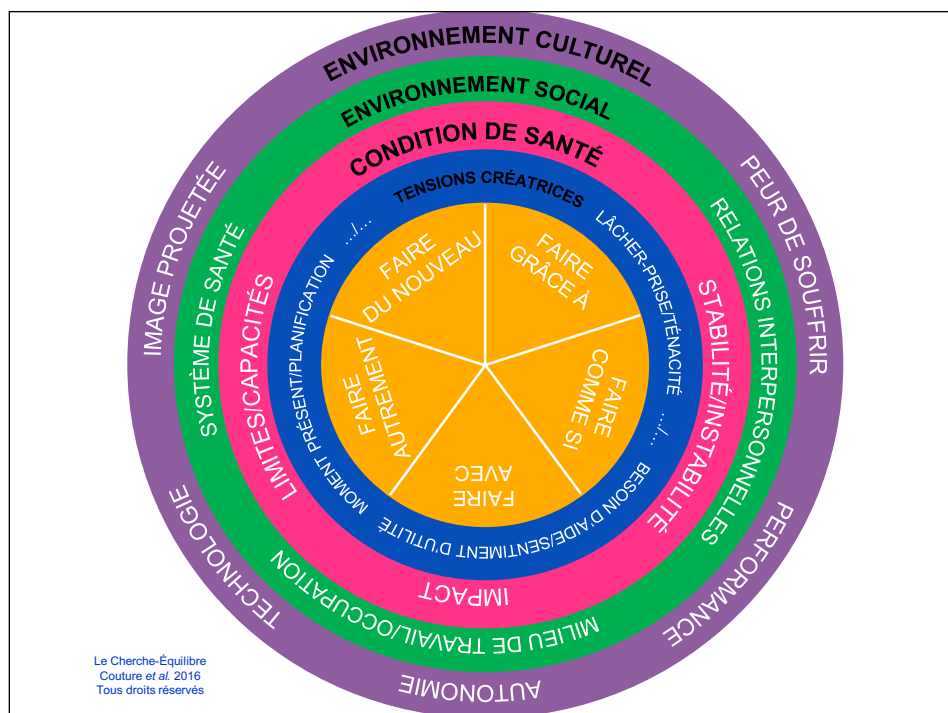 ENVIRONNEMENT CULTUREL
PEUR DE SOUFFRIR
PERFORMANCE
AUTONOMIE
TECHNOLOGIE
IMAGE PROJETÉE
ENVIRONNEMENT SOCIAL
RELATIONS INTERPERSONNELLES
MILIEU DE TRAVAIL/OCCUPATION
SYSTÈME DE SANTÉ
CONDITION DE SANTÉ
STABILITÉ/INSTABILITÉ
IMPACT
LIMITES/CAPACITÉS
TENSIONS CRÉATRICES
LÂCHER-PRISE/TÉNACITÉ
.../...
BESOIN D'AIDE/SENTIMENT D'UTILITÉ
MOMENT PRÉSENT/PLANIFICATION
.../...
FAIRE
GRÂCE À
FAIRE
COMME SI
FAIRE
AVEC
FAIRE
AUTREMENT
FAIRE
DU NOUVEAU
Le Cherche-Équilibre
Couture et al. 2016
Tous droits réservés